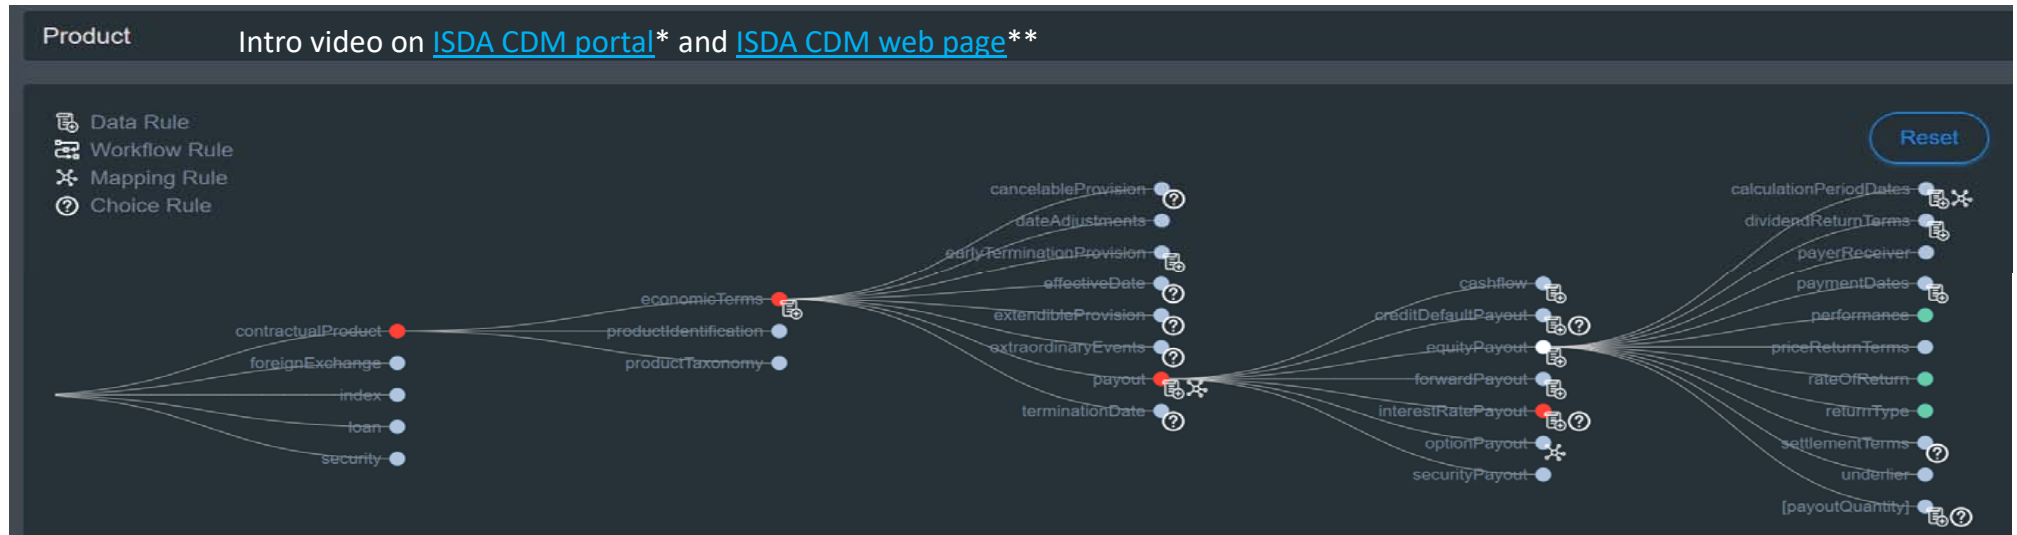 Product
Intro video on ISDA CDM portal* and ISDA CDM web page**
Data Rule
Workflow Rule
Mapping Rule
Choice Rule
Reset
contractualProduct
foreignExchange
index
loan
security
economicTerms
productIdentification
productTaxonomy
cancelableProvision
dateAdjustments
earlyTerminationProvision
effectiveDate
extendibleProvision
extraordinaryEvents
payout
terminationDate
cashflow
creditDefaultPayout
equityPayout
forwardPayout
interestRatePayout
optionPayout
securityPayout
calculationPeriodDates
dividendReturnTerms
payerReceiver
paymentDates
performance
priceReturnTerms
rateOfReturn
returnType
settlementTerms
underlier
[payoutQuantity]